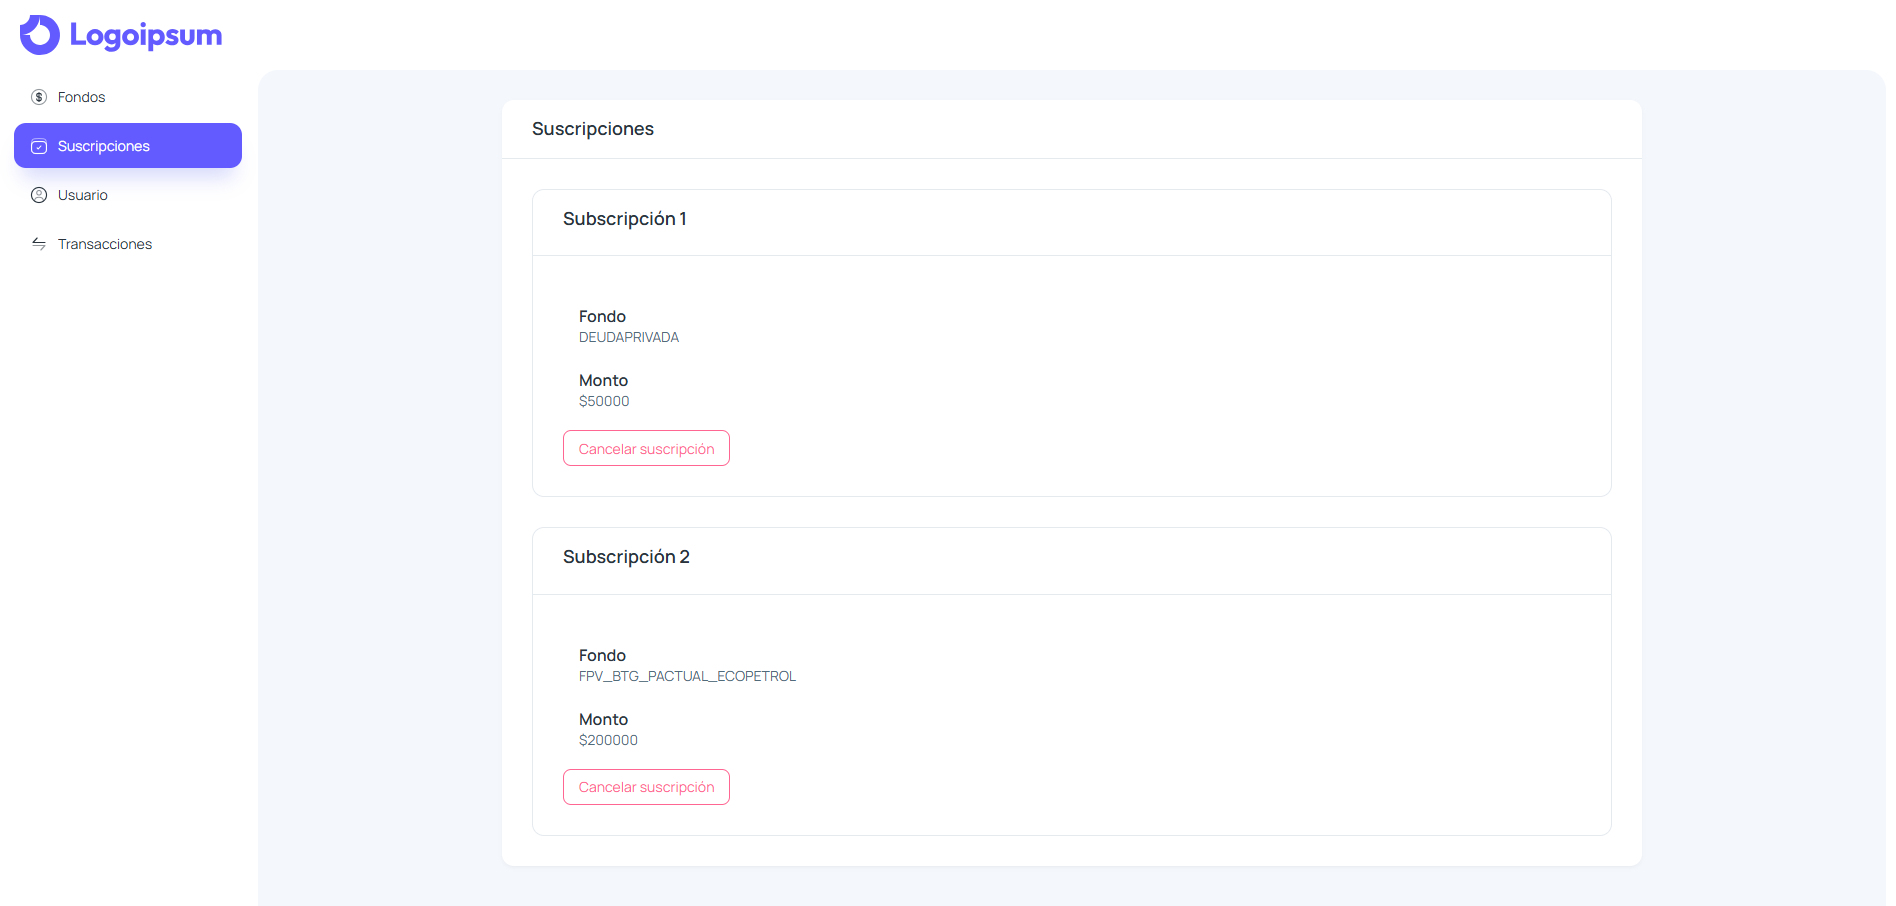 Logoipsum
Fondos
Suscripciones
Usuario
Transacciones
Suscripciones
Subscripción 1
Fondo
DEUDAPRIVADA
Monto
$50000
Cancelar suscripción
Subscripción 2
Fondo
FPV_BTG_PACTUAL_ECOPETROL
Monto
$200000
Cancelar suscripción